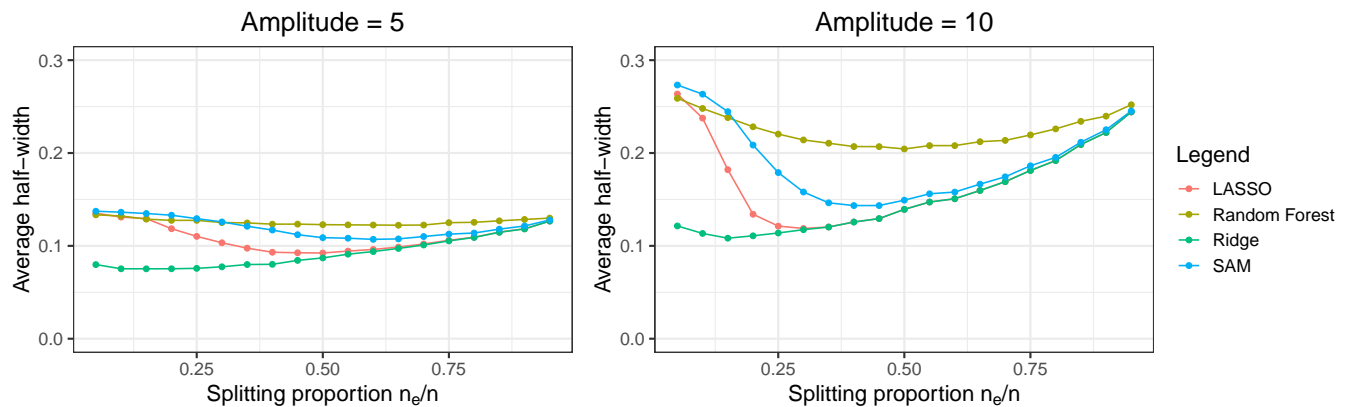 Amplitude = 5
Amplitude = 10
Average half−width
0.3
0.2
0.1
0.0
0.25
0.50
0.75
Splitting proportion nₑ/n
Average half−width
0.3
0.2
0.1
0.0
0.25
0.50
0.75
Splitting proportion nₑ/n
Legend
LASSO
Random Forest
Ridge
SAM